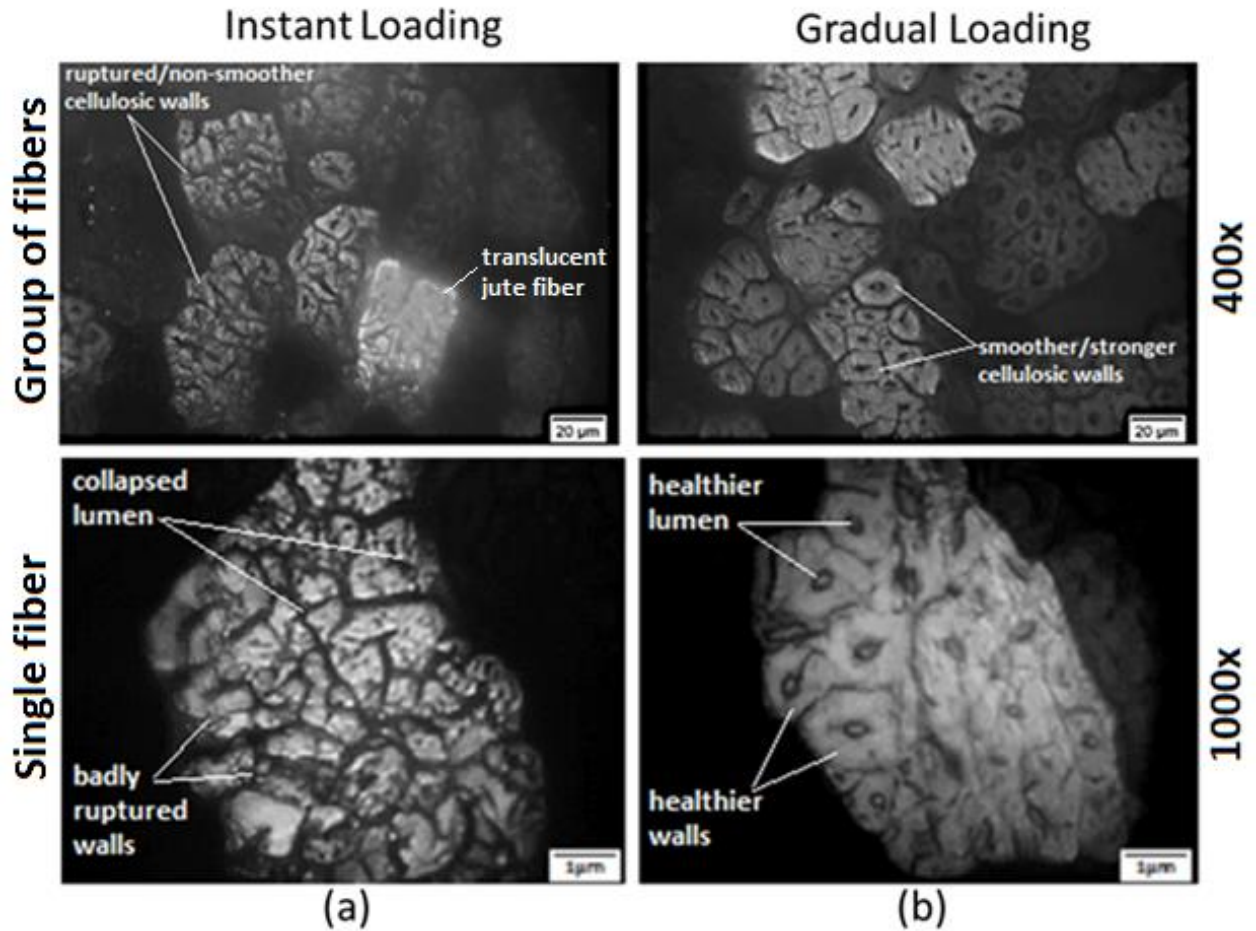 Instant Loading
Gradual Loading
Group of fibers
ruptured/non-smoother
cellulosic walls
translucent
jute fiber
20 µm
smoother/stronger
cellulosic walls
20 µm
400x
Single fiber
collapsed
lumen
badly
ruptured
walls
1µm
healthier
lumen
healthier
walls
1µm
1000x
(a)
(b)